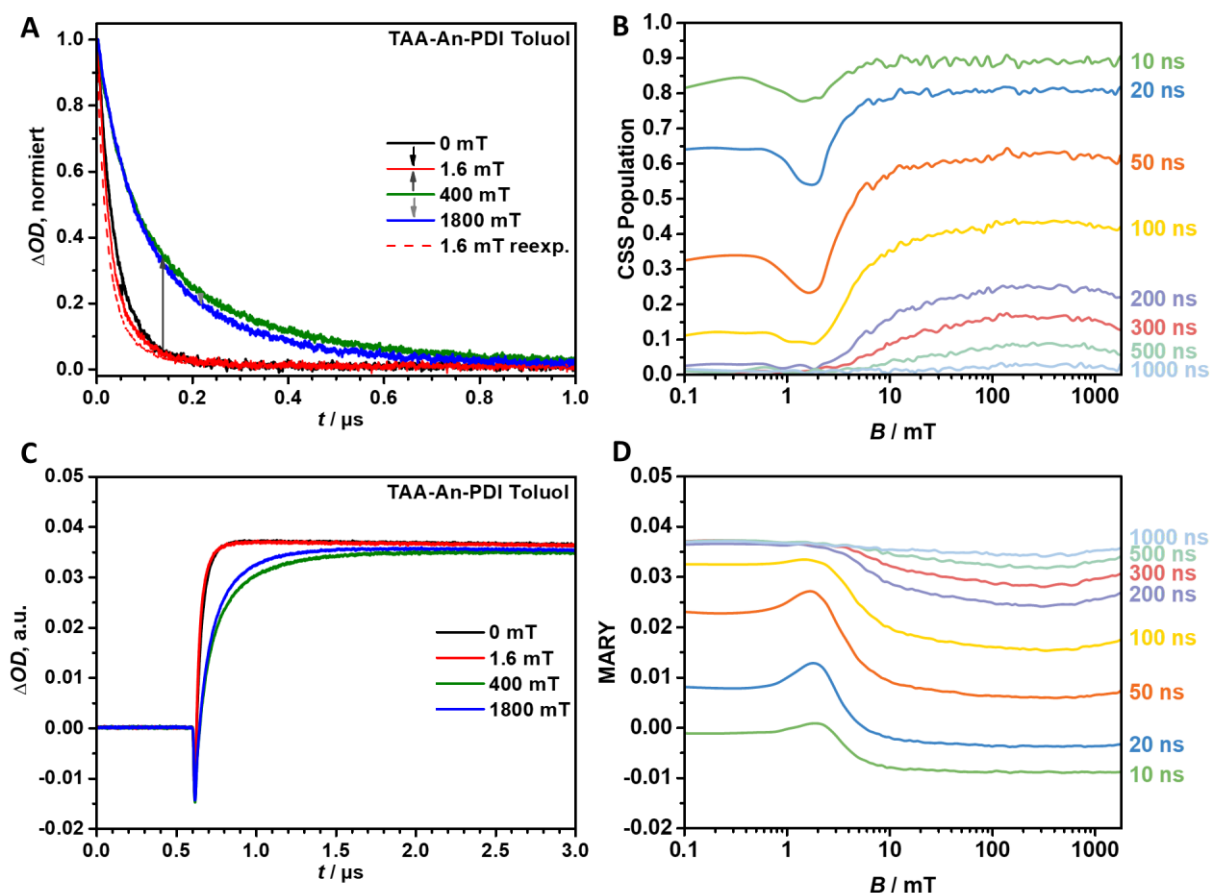 A
TAA-An-PDI Toluol
ΔOD, normiert
1.0
0.8
0.6
0.4
0.2
0.0
0 mT
1.6 mT
400 mT
1800 mT
1.6 mT reexp.
0.0 0.2 0.4 0.6 0.8 1.0
t / µs
B
CSS Population
1.0
0.9
0.8
0.7
0.6
0.5
0.4
0.3
0.2
0.1
0.0
10 ns
20 ns
50 ns
100 ns
200 ns
300 ns
500 ns
1000 ns
0.1 1 10 100 1000
B / mT
C
TAA-An-PDI Toluol
ΔOD, a.u.
0.05
0.04
0.03
0.02
0.01
0.00
-0.01
-0.02
0 mT
1.6 mT
400 mT
1800 mT
0.0 0.5 1.0 1.5 2.0 2.5 3.0
t / µs
D
MARY
0.05
0.04
0.03
0.02
0.01
0.00
-0.01
-0.02
1000 ns
500 ns
300 ns
200 ns
100 ns
50 ns
20 ns
10 ns
0.1 1 10 100 1000
B / mT